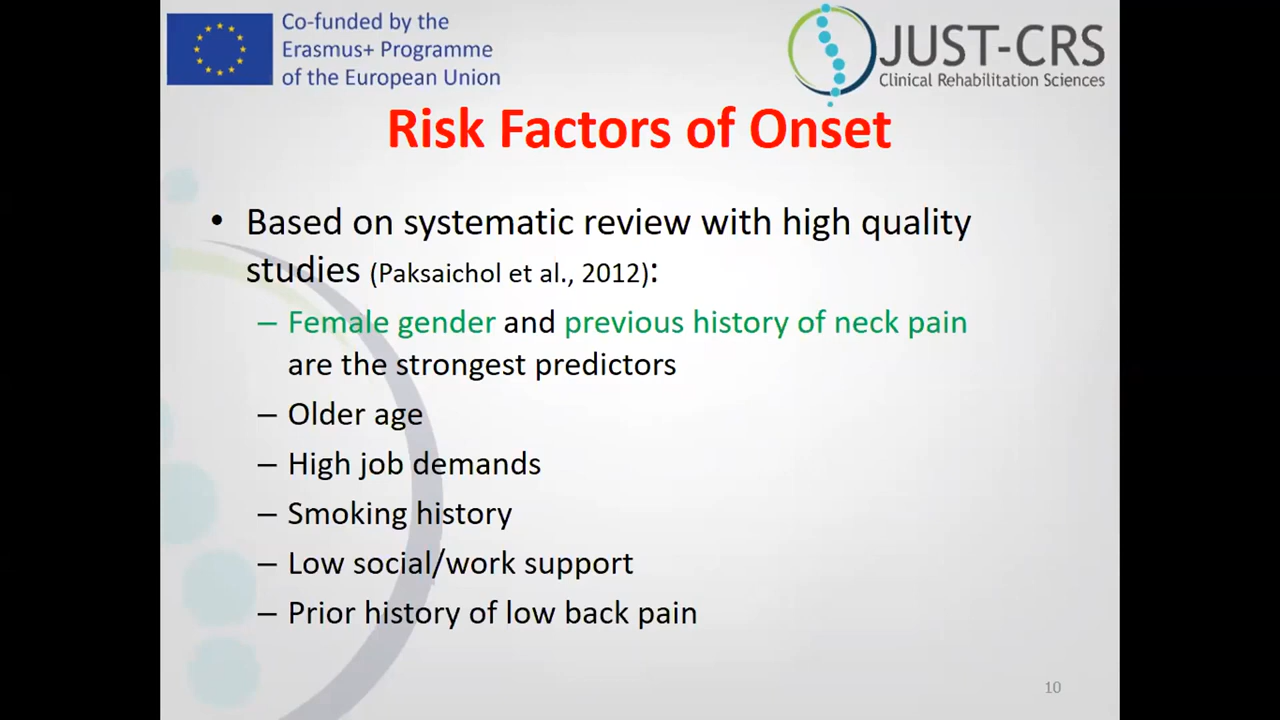 Co-funded by the
Erasmus+ Programme
of the European Union
JUST-CRS
Clinical Rehabilitation Sciences
Risk Factors of Onset
• Based on systematic review with high quality
studies (Paksaichol et al., 2012):
– Female gender and previous history of neck pain
are the strongest predictors
– Older age
– High job demands
– Smoking history
– Low social/work support
– Prior history of low back pain
10